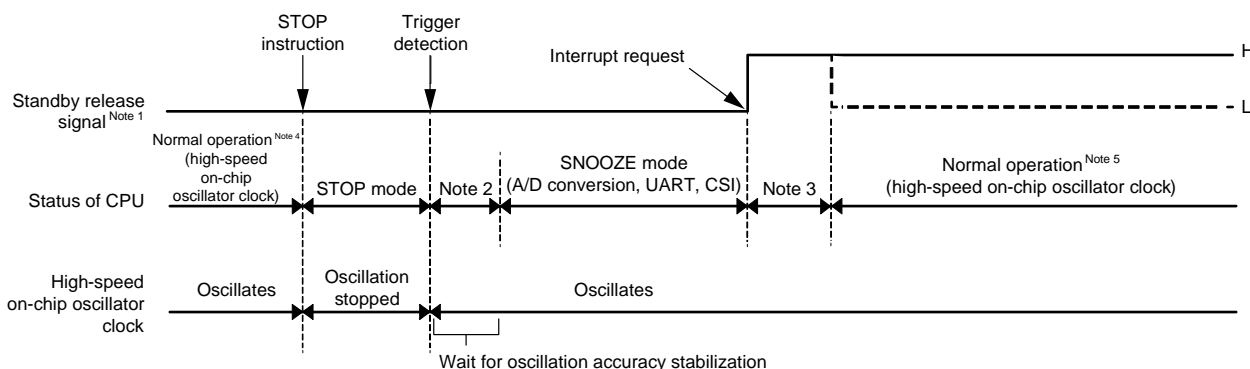 STOP
instruction
Trigger
detection
Interrupt request
H
L
Standby release
signal Note 1
Normal operation Note 4
(high-speed
on-chip
oscillator clock)
STOP mode
Note 2
SNOOZE mode
(A/D conversion, UART, CSI)
Note 3
Normal operation Note 5
(high-speed on-chip oscillator clock)
Status of CPU
High-speed
on-chip oscillator
clock
Oscillates
Oscillation
stopped
Oscillates
Wait for oscillation accuracy stabilization